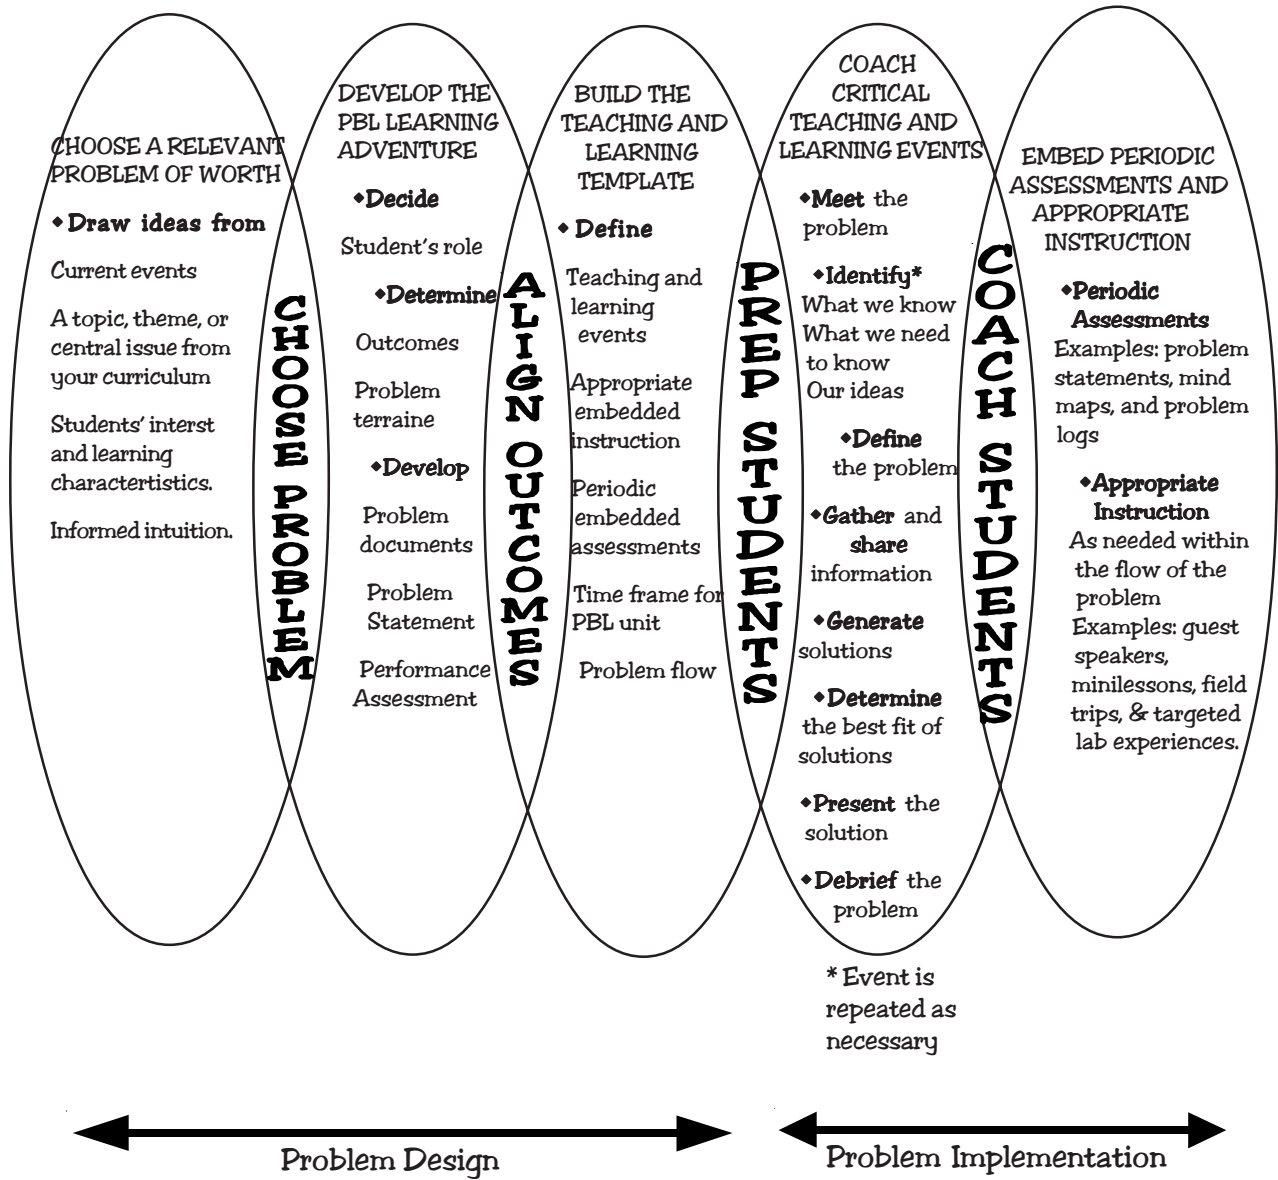 CHOOSE A RELEVANT
PROBLEM OF WORTH
◆ Draw ideas from
Current events
A topic, theme, or
central issue from
your curriculum
Students' interst
and learning
charactertistics.
Informed intuition.
CHOOSE PROBLEM
DEVELOP THE
PBL LEARNING
ADVENTURE
◆Decide
Student's role
◆Determine
Outcomes
Problem
terraine
◆Develop
Problem
documents
Problem
Statement
Performance
Assessment
ALIGN OUTCOMES
BUILD THE
TEACHING AND
LEARNING
TEMPLATE
◆ Define
Teaching and
learning
events
Appropriate
embedded
instruction
Periodic
embedded
assessments
Time frame for
PBL unit
Problem flow
PREP STUDENTS
COACH
CRITICAL
TEACHING AND
LEARNING EVENTS
◆Meet the
problem
◆Identify*
What we know
What we need
to know
Our ideas
◆Define
the problem
◆Gather and
share
information
◆Generate
solutions
◆Determine
the best fit of
solutions
◆Present the
solution
◆Debrief the
problem
* Event is
repeated as
necessary
COACH STUDENTS
EMBED PERIODIC
ASSESSMENTS AND
APPROPRIATE
INSTRUCTION
◆Periodic
Assessments
Examples: problem
statements, mind
maps, and problem
logs
◆Appropriate
Instruction
As needed within
the flow of the
problem
Examples: guest
speakers,
minilessons, field
trips, & targeted
lab experiences.
Problem Design
Problem Implementation